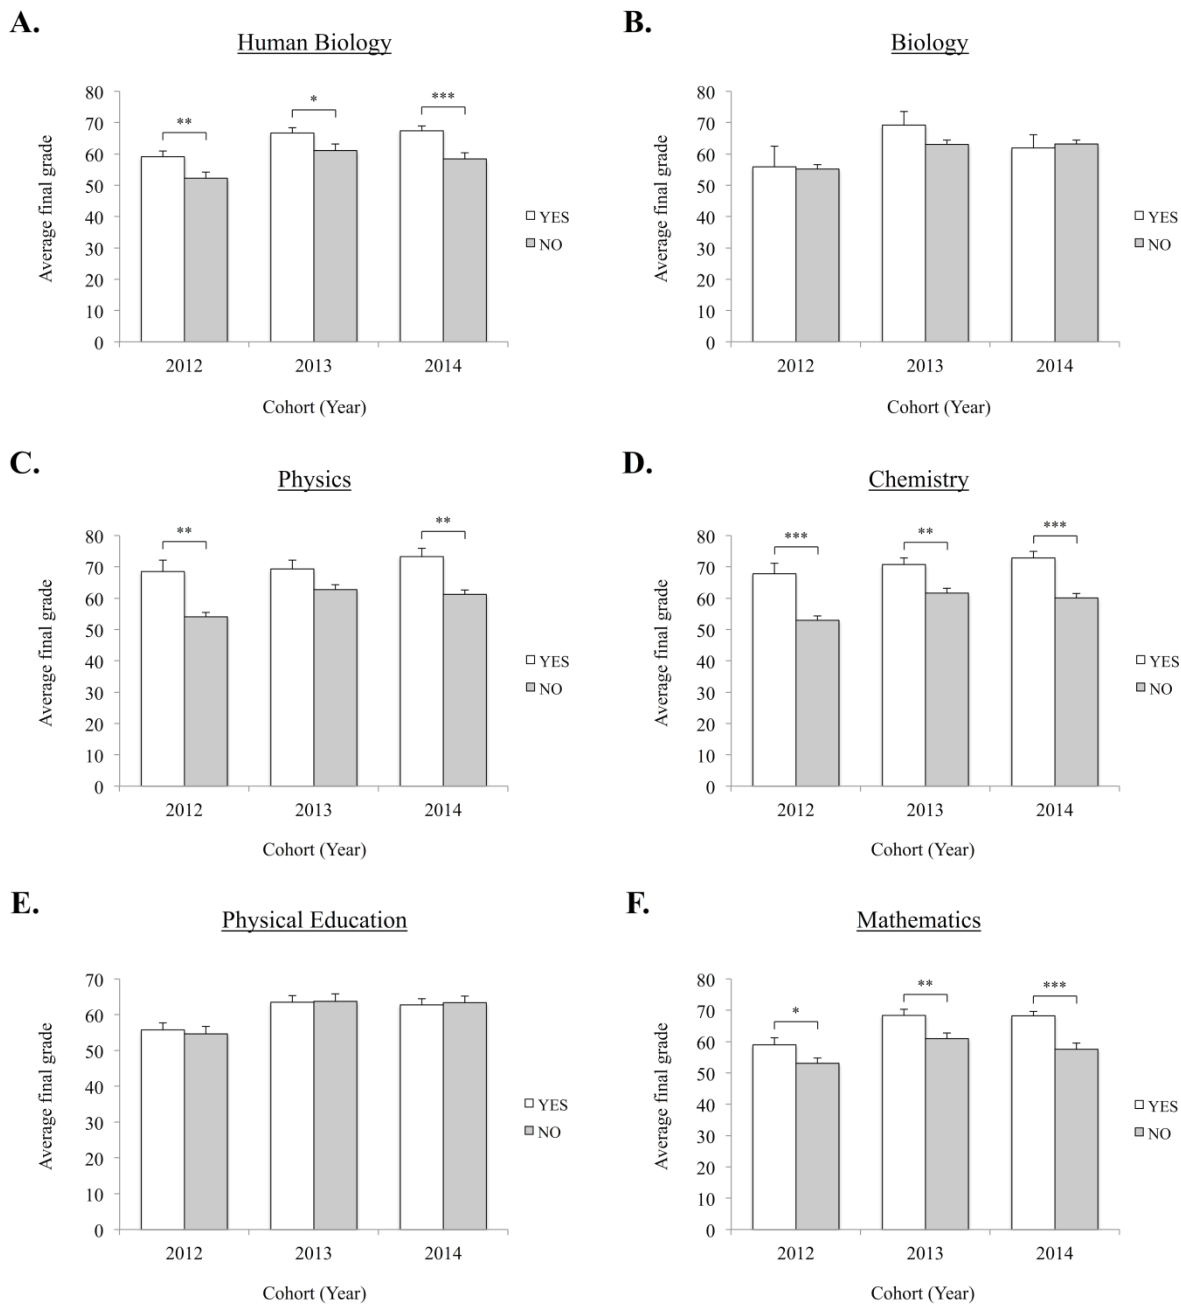 A.
Human Biology
80
70
60
50
40
30
20
10
0
Average final grade
**
*
***
2012 2013 2014
Cohort (Year)
YES
NO
B.
Biology
80
70
60
50
40
30
20
10
0
Average final grade
2012 2013 2014
Cohort (Year)
YES
NO
C.
Physics
80
70
60
50
40
30
20
10
0
Average final grade
**
**
2012 2013 2014
Cohort (Year)
YES
NO
D.
Chemistry
80
70
60
50
40
30
20
10
0
Average final grade
***
**
***
2012 2013 2014
Cohort (Year)
YES
NO
E.
Physical Education
70
60
50
40
30
20
10
0
Average final grade
2012 2013 2014
Cohort (Year)
YES
NO
F.
Mathematics
80
70
60
50
40
30
20
10
0
Average final grade
*
**
***
2012 2013 2014
Cohort (Year)
YES
NO